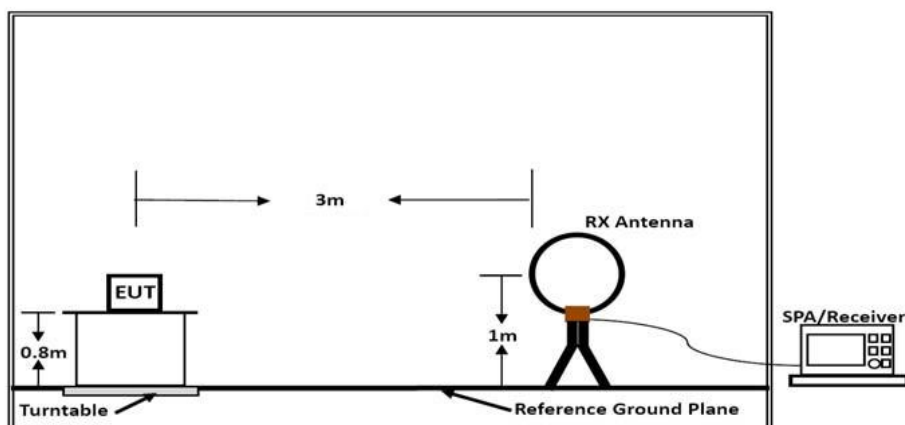 3m
RX Antenna
EUT
0.8m
1m
SPA/Receiver
Turntable
Reference Ground Plane